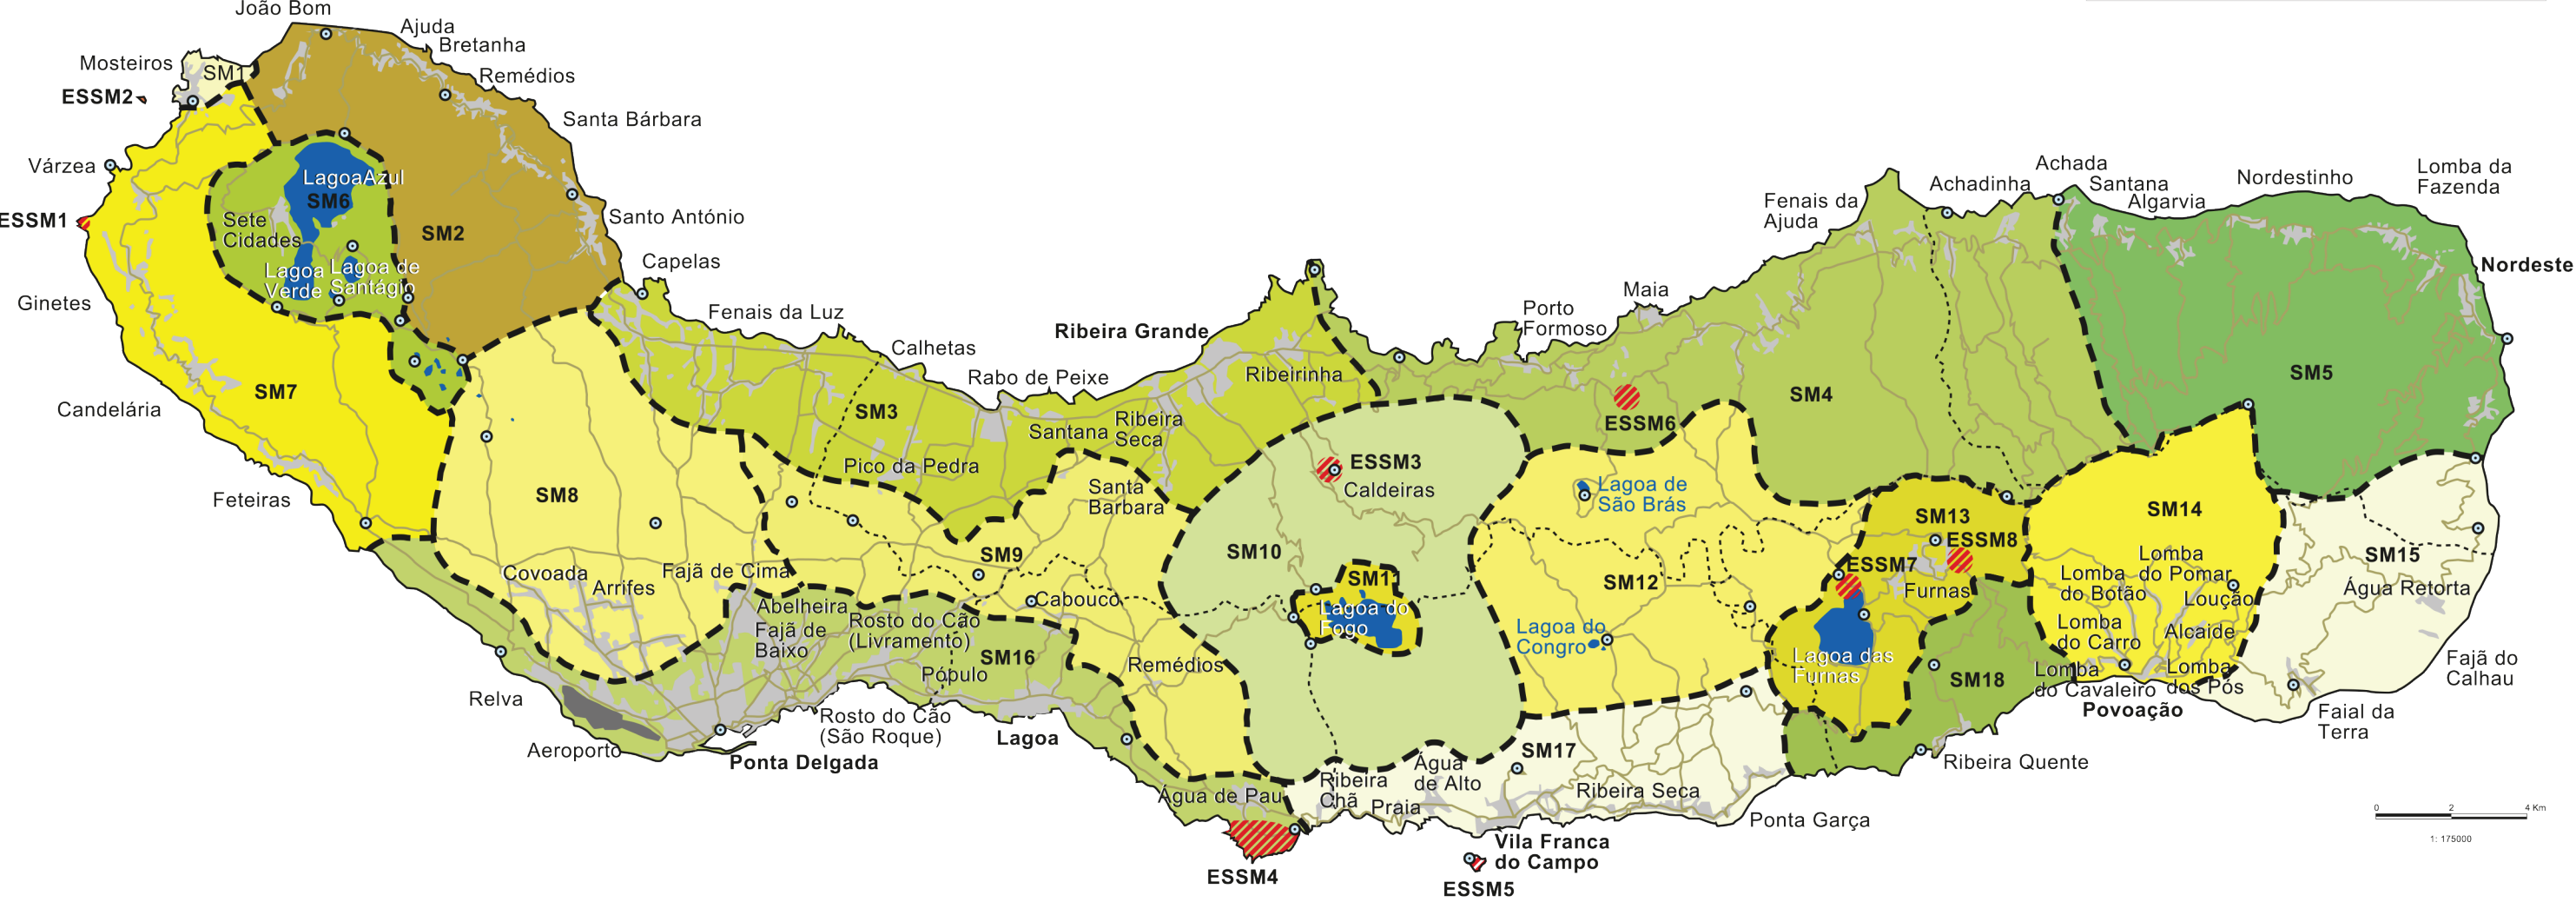 João Bom
Ajuda
Bretanha
Mosteiros
SM1
Remédios
ESSM2
Santa Bárbara
Várzea
LagoaAzul
SM6
Santo António
ESSM1
Sete
Cidades
SM2
Lagoa
Verde
Lagoa de
Santágio
Capelas
Ginetes
Fenais da Luz
SM7
Candelária
Calhetas
Rabo de Peixe
Ribeira Grande
Ribeirinha
SM3
Santana
Ribeira
Seca
Pico da Pedra
Feteiras
SM8
Santa
Barbara
SM9
Covoada
Arrifes
Fajã de Cima
Abelheira
Fajã de
Baixo
Rosto do Cão
(Livramento)
Cabouco
SM16
Pópulo
Remédios
Relva
Aeroporto
Rosto do Cão
(São Roque)
Ponta Delgada
Lagoa
Água de Pau
ESSM4
SM10
ESSM3
Caldeiras
SM11
Lagoa do
Fogo
Ribeira
Chã
Praia
Água
de Alto
SM17
Ribeira Seca
Vila Franca
do Campo
ESSM5
Ponta Garça
Porto
Formoso
Maia
ESSM6
Lagoa de
São Brás
SM12
Lagoa do
Congro
Fenais da
Ajuda
Achadinha
Achada
Santana
Algarvia
Nordestinho
Lomba da
Fazenda
Nordeste
SM4
SM5
SM13
ESSM8
ESSM7
Furnas
Lagoa das
Furnas
SM18
Ribeira Quente
SM14
Lomba
do Pomar
Lomba
do Botão
Loução
Lomba
do Carro
Alcaide
Lomba
do Cavaleiro
Lomba
dos Pós
Povoação
SM15
Água Retorta
Fajã do
Calhau
Faial da
Terra
0 2 4 Km
1: 175000